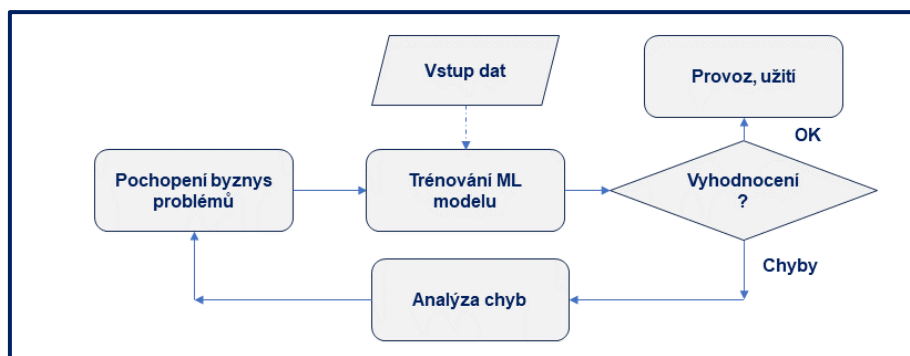 Vstup dat
Provoz, užití
OK
Pochopení byznys
problémů
Trénování ML
modelu
Vyhodnocení
?
Chyby
Analýza chyb